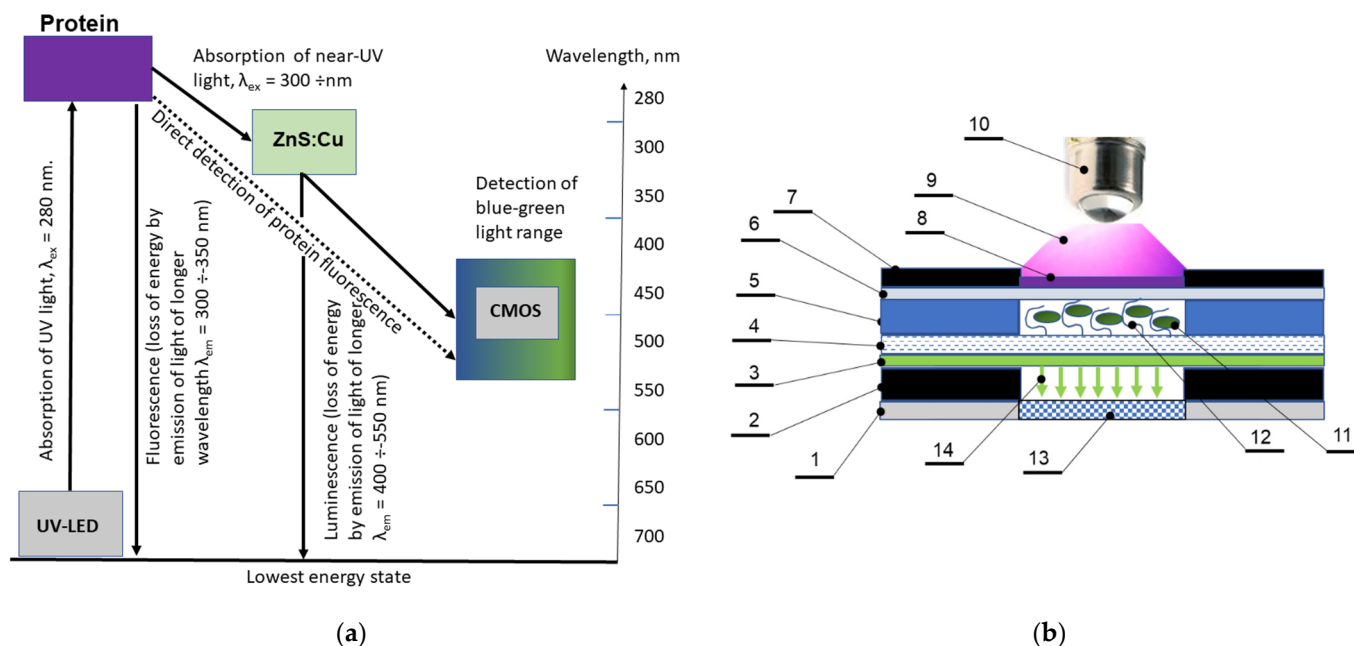 Protein
Absorption of near-UV
light, λex = 300 ÷nm
Wavelength, nm
280
300
350
400
450
500
550
600
650
700
ZnS:Cu
Direct detection of protein fluorescence
Detection of
blue-green
light range
CMOS
Absorption of UV light, λex = 280 nm.
Fluorescence (loss of energy by
emission of light of longer
wavelength λem = 300 ÷-350 nm)
Luminescence (loss of energy
by emission of light of longer
λem = 400 ÷-550 nm)
UV-LED
Lowest energy state
(a)
10
9
8
7
6
5
4
3
2
1
14
13
12
11
(b)